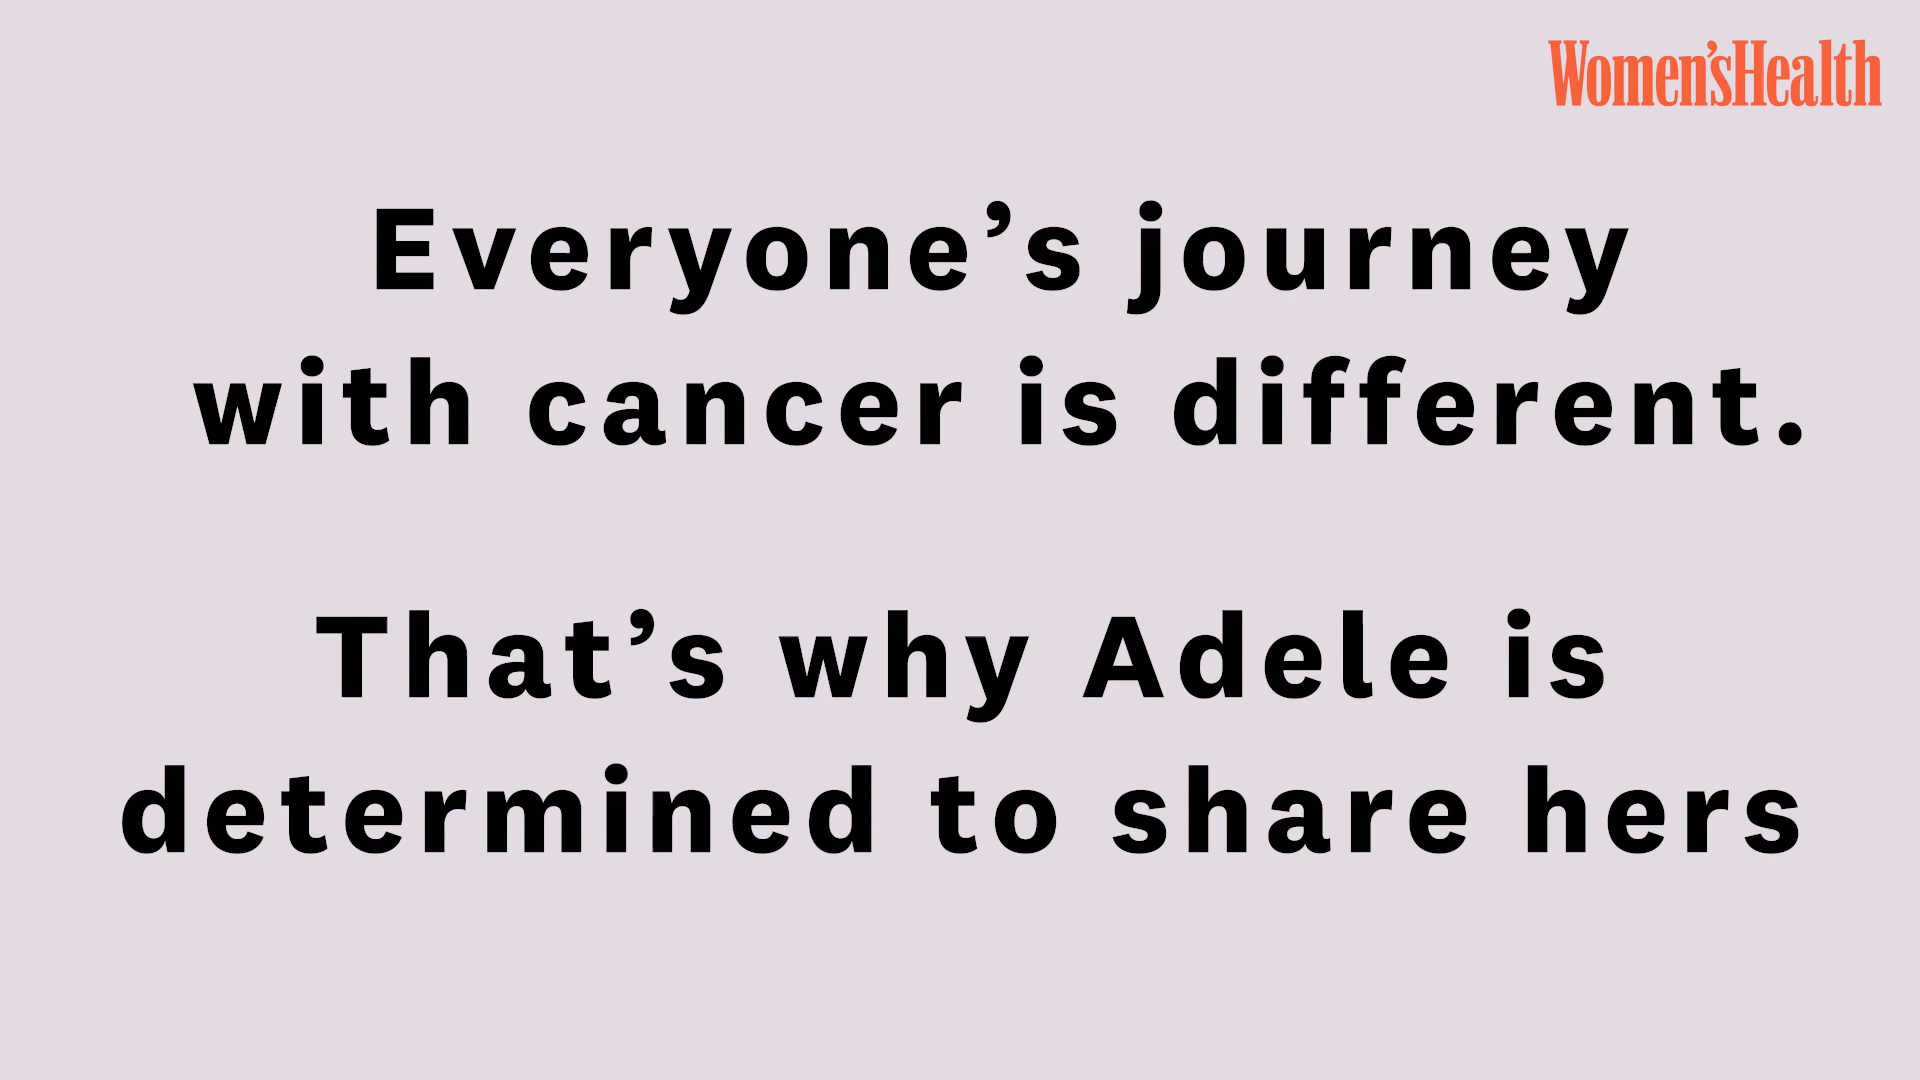 Women'sHealth
Everyone’s journey
with cancer is different.
That’s why Adele is
determined to share hers